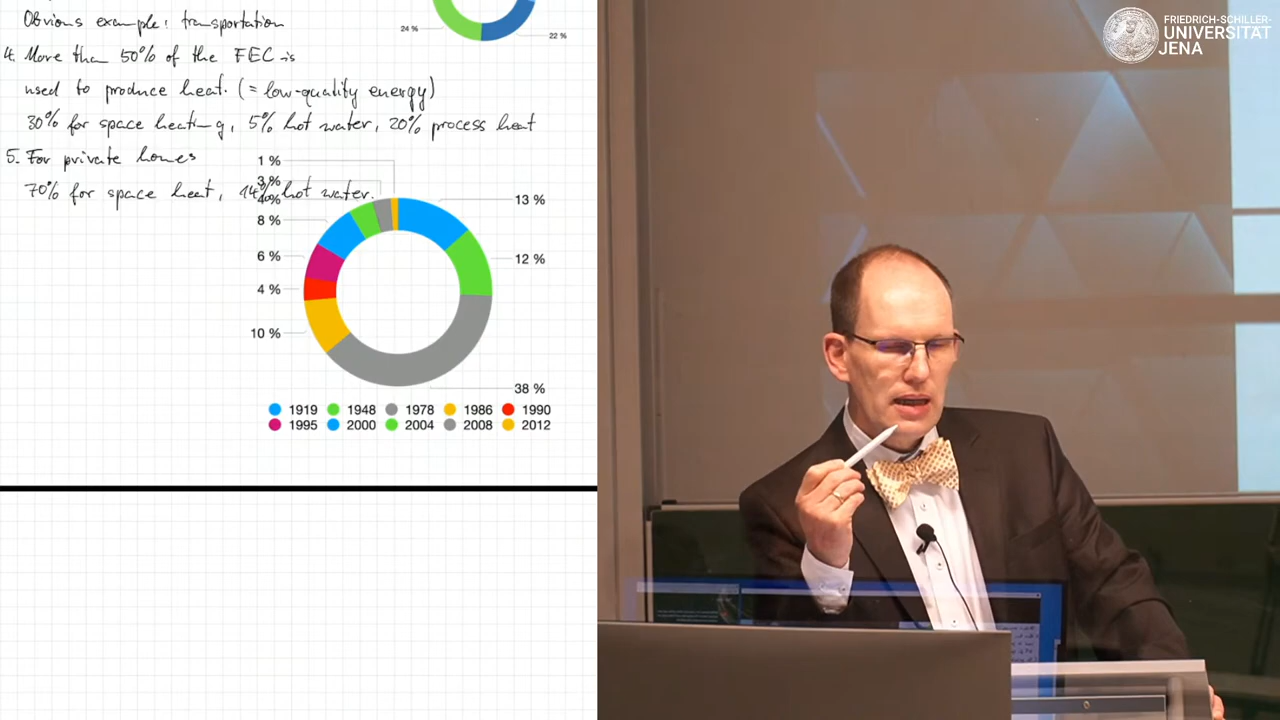 Obvious example: transportation
24 %
22 %
4. More than 50% of the FEC is
used to produce heat. (= low-quality energy)
30% for space heating, 5% hot water, 20% process heat
5. For private homes
70% for space heat, 14% hot water.
1 %
3 %
4 %
8 %
6 %
4 %
10 %
13 %
12 %
38 %
1919 1948 1978 1986 1990
1995 2000 2004 2008 2012
FRIEDRICH-SCHILLER-
UNIVERSITÄT
JENA